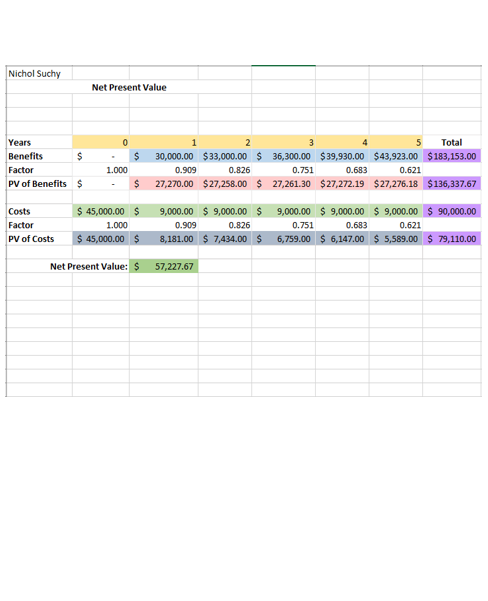 Nichol Suchy
Net Present Value
Years 0 1 2 3 4 5 Total
Benefits $ - $ 30,000.00 $33,000.00 $ 36,300.00 $39,930.00 $43,923.00 $183,153.00
Factor 1.000 0.909 0.826 0.751 0.683 0.621
PV of Benefits $ - $ 27,270.00 $27,258.00 $ 27,261.30 $27,272.19 $27,276.18 $136,337.67
Costs $ 45,000.00 $ 9,000.00 $ 9,000.00 $ 9,000.00 $ 9,000.00 $ 9,000.00 $ 90,000.00
Factor 1.000 0.909 0.826 0.751 0.683 0.621
PV of Costs $ 45,000.00 $ 8,181.00 $ 7,434.00 $ 6,759.00 $ 6,147.00 $ 5,589.00 $ 79,110.00
Net Present Value: $ 57,227.67